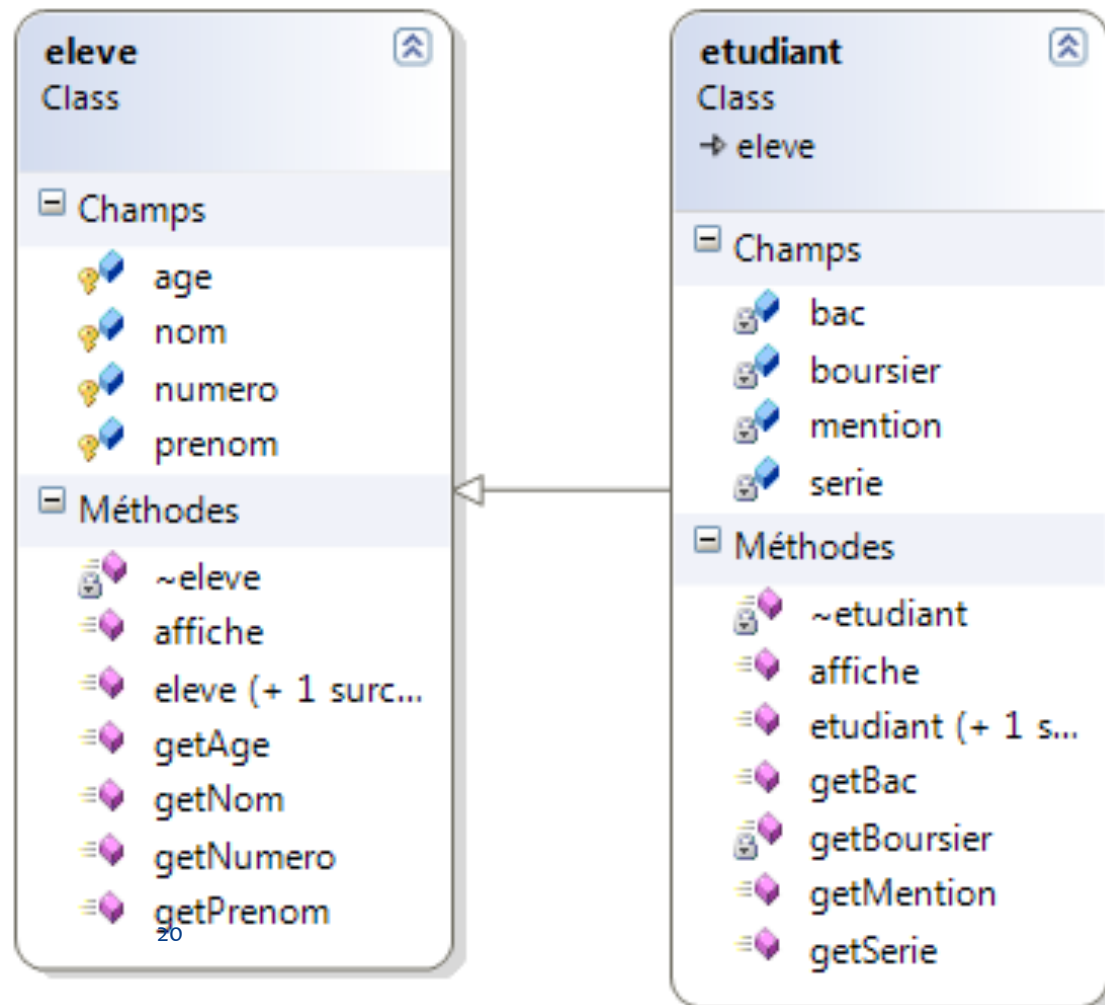 eleve
Class
Champs
age
nom
numero
prenom
Méthodes
~eleve
affiche
eleve (+ 1 surc...
getAge
getNom
getNumero
getPrenom
20
etudiant
Class
eleve
Champs
bac
boursier
mention
serie
Méthodes
~etudiant
affiche
etudiant (+ 1 s...
getBac
getBoursier
getMention
getSerie